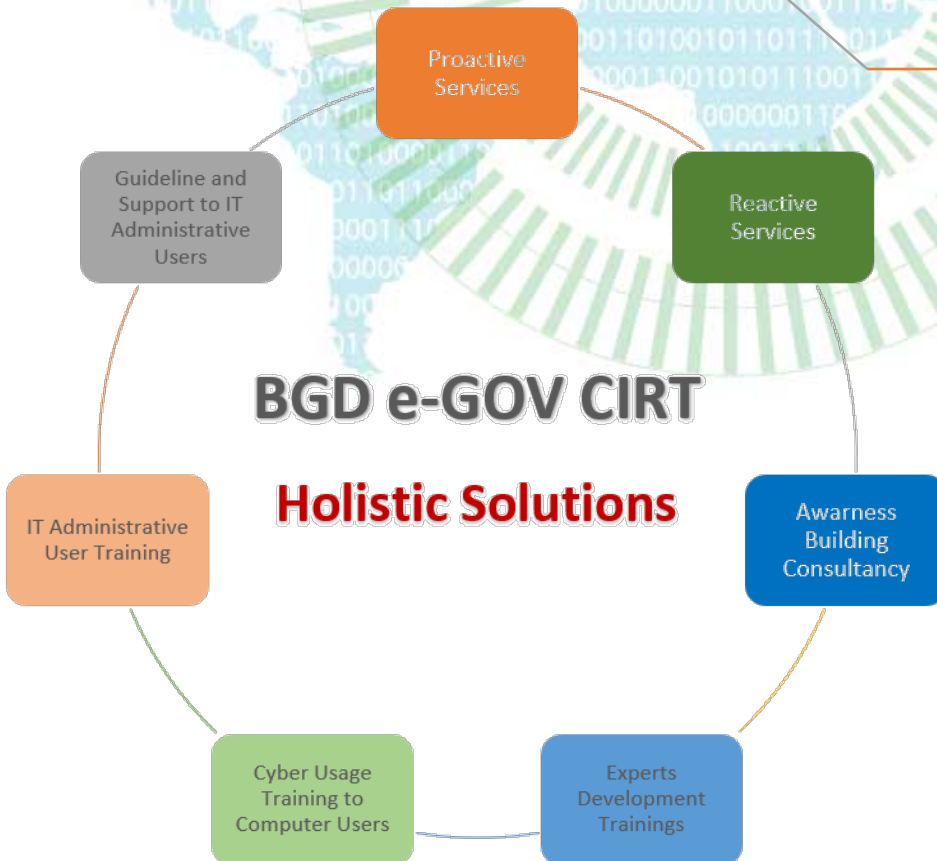 Proactive
Services
Guideline and
Support to IT
Administrative
Users
Reactive
Services
BGD e-GOV CIRT
Holistic Solutions
IT Administrative
User Training
Awarness
Building
Consultancy
Cyber Usage
Training to
Computer Users
Experts
Development
Trainings